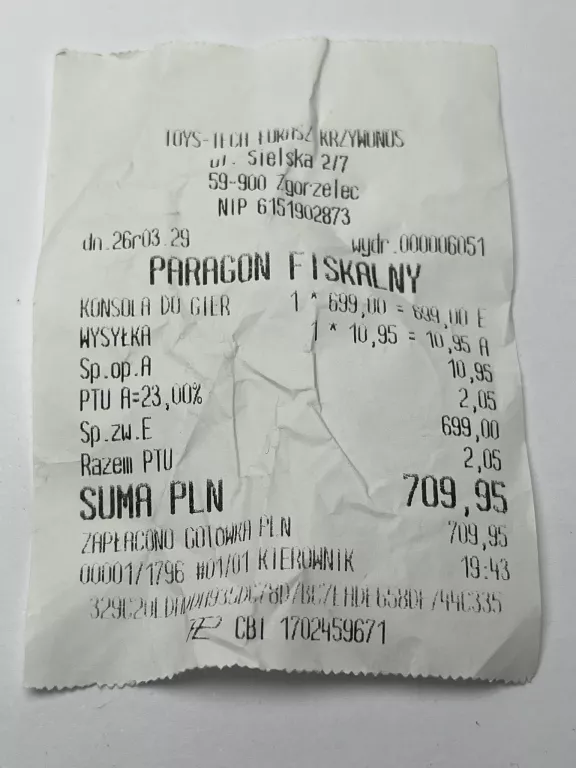 TOYS-TECH ŁUKASZ KRZYWONOS
ul. Sielska 2/7
59-900 Zgorzelec
NIP 6151902873
dn.26r03.29 wydr.000006051
PARAGON FISKALNY
KONSOLA DO GIER 1 * 699,00 = 699,00 E
WYSYŁKA 1 * 10,95 = 10,95 A
Sp.op.A 10,95
PTU A=23,00% 2,05
Sp.zw.E 699,00
Razem PTU 2,05
SUMA PLN 709,95
ZAPŁACONO GOTÓWKA PLN 709,95
00001/1796 #01/01 KIEROWNIK 19:43
CBI 1702459671